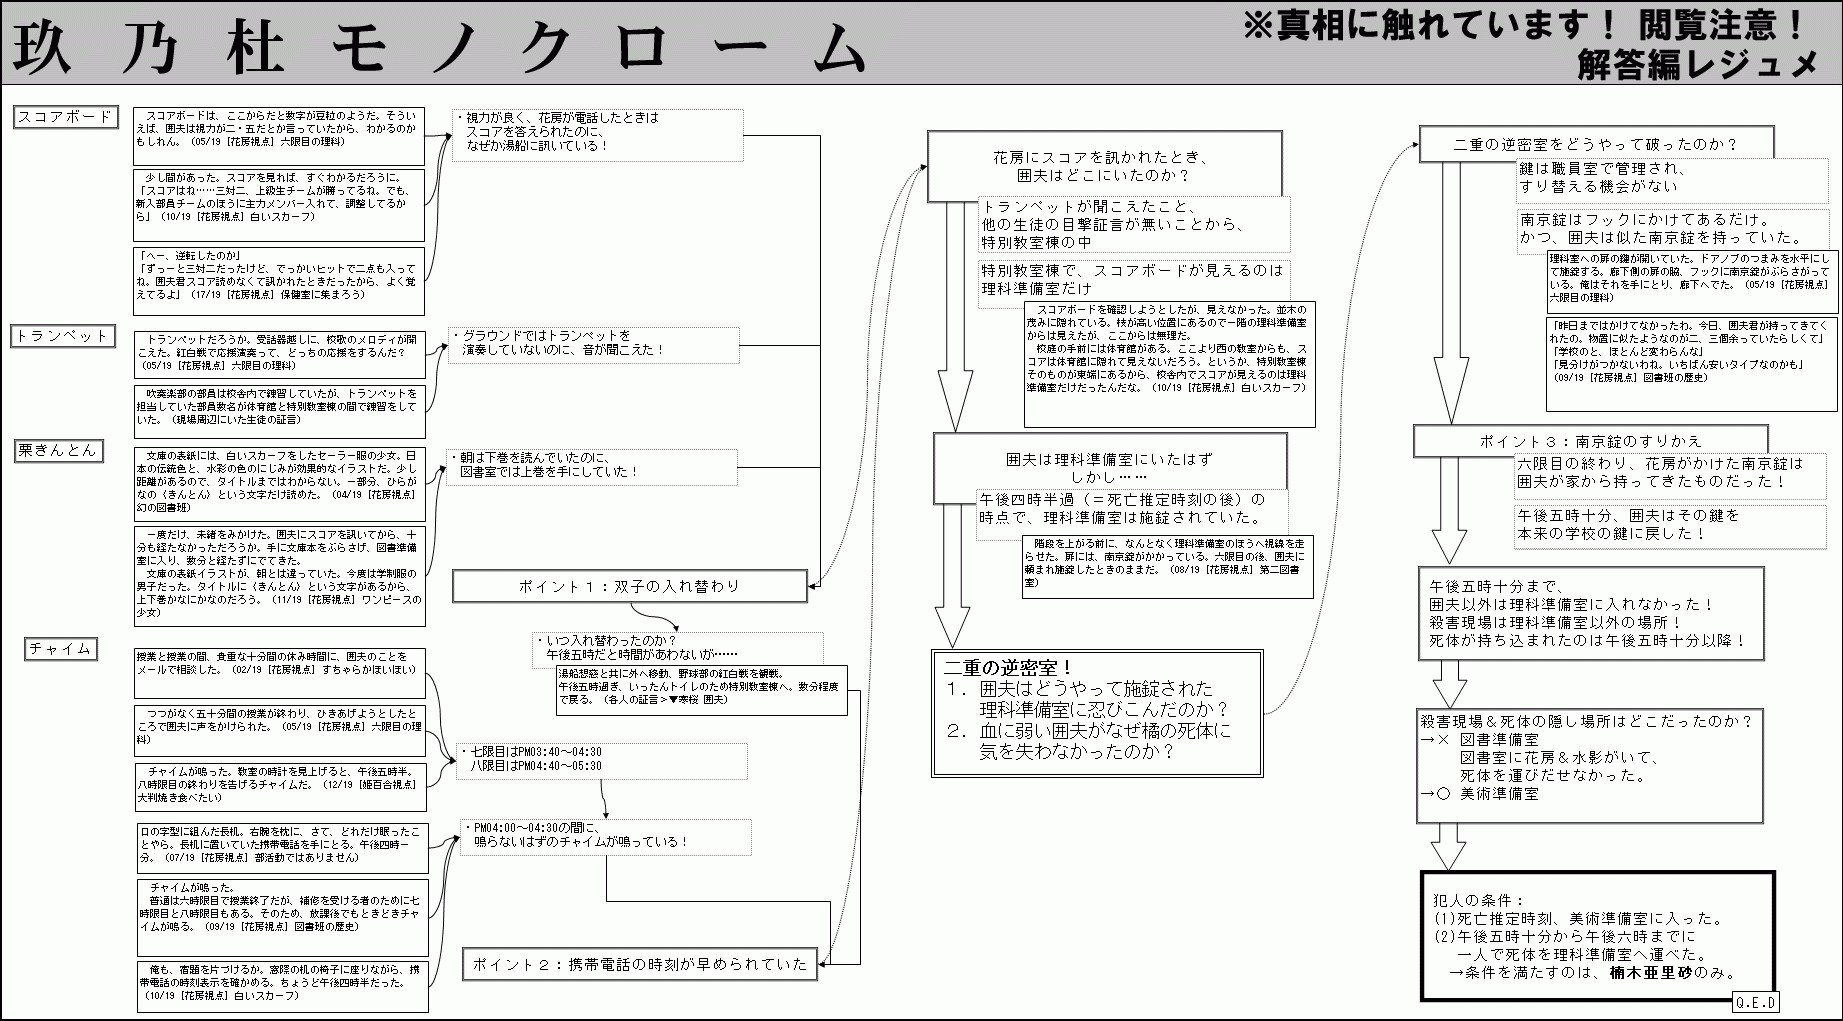 玖乃杜モノクローム
※真相に触れています！ 閲覧注意！
解答編レジュメ
スコアボード
スコアボードは、ここからだと数字が豆粒のようだ。そうい
えば、囲夫は視力が二・五だとか言っていたから、わかるのか
もしれん。（05/19［花房視点］六限目の理科）
少し間があった。スコアを見れば、すぐわかるだろうに。
「スコアはね……三対二、上級生チームが勝ってるね。でも、
新入部員チームのほうに主力メンバー入れて、調整してるか
ら」（10/19［花房視点］白いスカーフ）
「へー、逆転したのか」
「ずっーと三対二だったけど、でっかいヒットで二点も入って
ね。囲夫君スコア読めなくて訊かれたときだったから、よく覚
えてるよ」（17/19［花房視点］保健室に集まろう）
・視力が良く、花房が電話したときは
スコアを答えられたのに、
なぜか湯船に訊いている！
トランペット
トランペットだろうか。受話器越しに、校歌のメロディが聞
こえた。紅白戦で応援演奏って、どっちの応援をするんだ？
（05/19［花房視点］六限目の理科）
吹奏楽部の部員は校舎内で練習していたが、トランペットを
担当していた部員数名が体育館と特別教室棟の間で練習をして
いた。（現場周辺にいた生徒の証言）
・グラウンドではトランペットを
演奏していないのに、音が聞こえた！
栗きんとん
文庫の表紙には、白いスカーフをしたセーラー服の少女。日
本の伝統色と、水彩の色のにじみが効果的なイラストだ。少し
距離があるので、タイトルまではわからない。一部分、ひらが
なの〈きんとん〉という文字だけ読めた。（04/19［花房視点］
幻の図書班）
一度だけ、未緒をみかけた。囲夫にスコアを訊いてから、十
分も経たなかっただろうか。手に文庫本をぶらさげ、図書準備
室に入り、数分と経たずにでてきた。
文庫の表紙イラストが、朝とは違っていた。今度は学制服の
男子だった。タイトルに〈きんとん〉という文字があるから、
上下巻かなにかなのだろう。（11/19［花房視点］ワンピースの
少女）
・朝は下巻を読んでいたのに、
図書室では上巻を手にしていた！
ポイント１：双子の入れ替わり
・いつ入れ替わったのか？
午後五時だと時間があわないが……
湯船想惑と共に外へ移動、野球部の紅白戦を観戦。
午後五時過ぎ、いったんトイレのため特別教室棟へ。数分程度
で戻る。（各人の証言＞▼寒桜 囲夫）
チャイム
授業と授業の間、貴重な十分間の休み時間に、囲夫のことを
メールで相談した。（02/19［花房視点］すちゃらかほいほい）
つつがなく五十分間の授業が終わり、ひきあげようとしたと
ころで囲夫に声をかけられた。（05/19［花房視点］六限目の理
科）
チャイムが鳴った。教室の時計を見上げると、午後五時半。
八時限目の終わりを告げるチャイムだ。（12/19［姫百合視点］
大判焼き食べたい）
・七限目はPM03:40～04:30
八限目はPM04:40～05:30
ロの字型に組んだ長机。右腕を枕に、さて、どれだけ眠ったこ
とやら。長机に置いていた携帯電話を手にとる。午後四時一
分。（07/19［花房視点］部活動ではありません）
チャイムが鳴った。
普通は六時限目で授業終了だが、補修を受ける者のために七
時限目と八時限目もある。そのため、放課後でもときどきチャ
イムが鳴る。（09/19［花房視点］図書班の歴史）
俺も、宿題を片づけるか。窓際の机の椅子に座りながら、携
帯電話の時刻表示を確かめる。ちょうど午後四時半だった。
（10/19［花房視点］白いスカーフ）
・PM04:00～04:30の間に、
鳴らないはずのチャイムが鳴っている！
ポイント２：携帯電話の時刻が早められていた
花房にスコアを訊かれたとき、
囲夫はどこにいたのか？
トランペットが聞こえたこと、
他の生徒の目撃証言が無いことから、
特別教室棟の中
特別教室棟で、スコアボードが見えるのは
理科準備室だけ
スコアボードを確認しようとしたが、見えなかった。並木の
茂みに隠れている。枝が高い位置にあるので一階の理科準備室
からは見えたが、ここからは無理だ。
校庭の手前には体育館がある。ここより西の教室からも、ス
コアは体育館に隠れて見えないだろう。というか、特別教室棟
そのものが東端にあるから、校舎内でスコアが見えるのは理科
準備室だけだったんだな。（10/19［花房視点］白いスカーフ）
囲夫は理科準備室にいたはず
しかし……
午後四時半過（＝死亡推定時刻の後）の
時点で、理科準備室は施錠されていた。
階段を上がる前に、なんとなく理科準備室のほうへ視線を走
らせた。扉には、南京錠がかかっている。六限目の後、囲夫に
頼まれ施錠したときのままだ。（08/19［花房視点］第二図書
室）
二重の逆密室！
１．囲夫はどうやって施錠された
理科準備室に忍びこんだのか？
２．血に弱い囲夫がなぜ橘の死体に
気を失わなかったのか？
二重の逆密室をどうやって破ったのか？
鍵は職員室で管理され、
すり替える機会がない
南京錠はフックにかけてあるだけ。
かつ、囲夫は似た南京錠を持っていた。
理科室への扉の鍵が開いていた。ドアノブのつまみを水平にし
て施錠する。廊下側の扉の脇、フックに南京錠がぶらさがって
いる。俺はそれを手にとり、廊下へでた。（05/19［花房視点］
六限目の理科）
「昨日まではかけてなかったわ。今日、囲夫君が持ってきてく
れたの。物置に似たようなのが二、三個余っていたらしくて」
「学校のと、ほとんど変わらんな」
「見分けがつかないわね。いちばん安いタイプなのかも」
（09/19［花房視点］図書班の歴史）
ポイント３：南京錠のすりかえ
六限目の終わり、花房がかけた南京錠は
囲夫が家から持ってきたものだった！
午後五時十分、囲夫はその鍵を
本来の学校の鍵に戻した！
午後五時十分まで、
囲夫以外は理科準備室に入れなかった！
殺害現場は理科準備室以外の場所！
死体が持ち込まれたのは午後五時十分以降！
殺害現場＆死体の隠し場所はどこだったのか？
→× 図書準備室
図書室に花房＆水影がいて、
死体を運びだせなかった。
→○ 美術準備室
犯人の条件：
(1)死亡推定時刻、美術準備室に入った。
(2)午後五時十分から午後六時までに
一人で死体を理科準備室へ運べた。
→条件を満たすのは、楠木亜里砂のみ。
Q.E.D